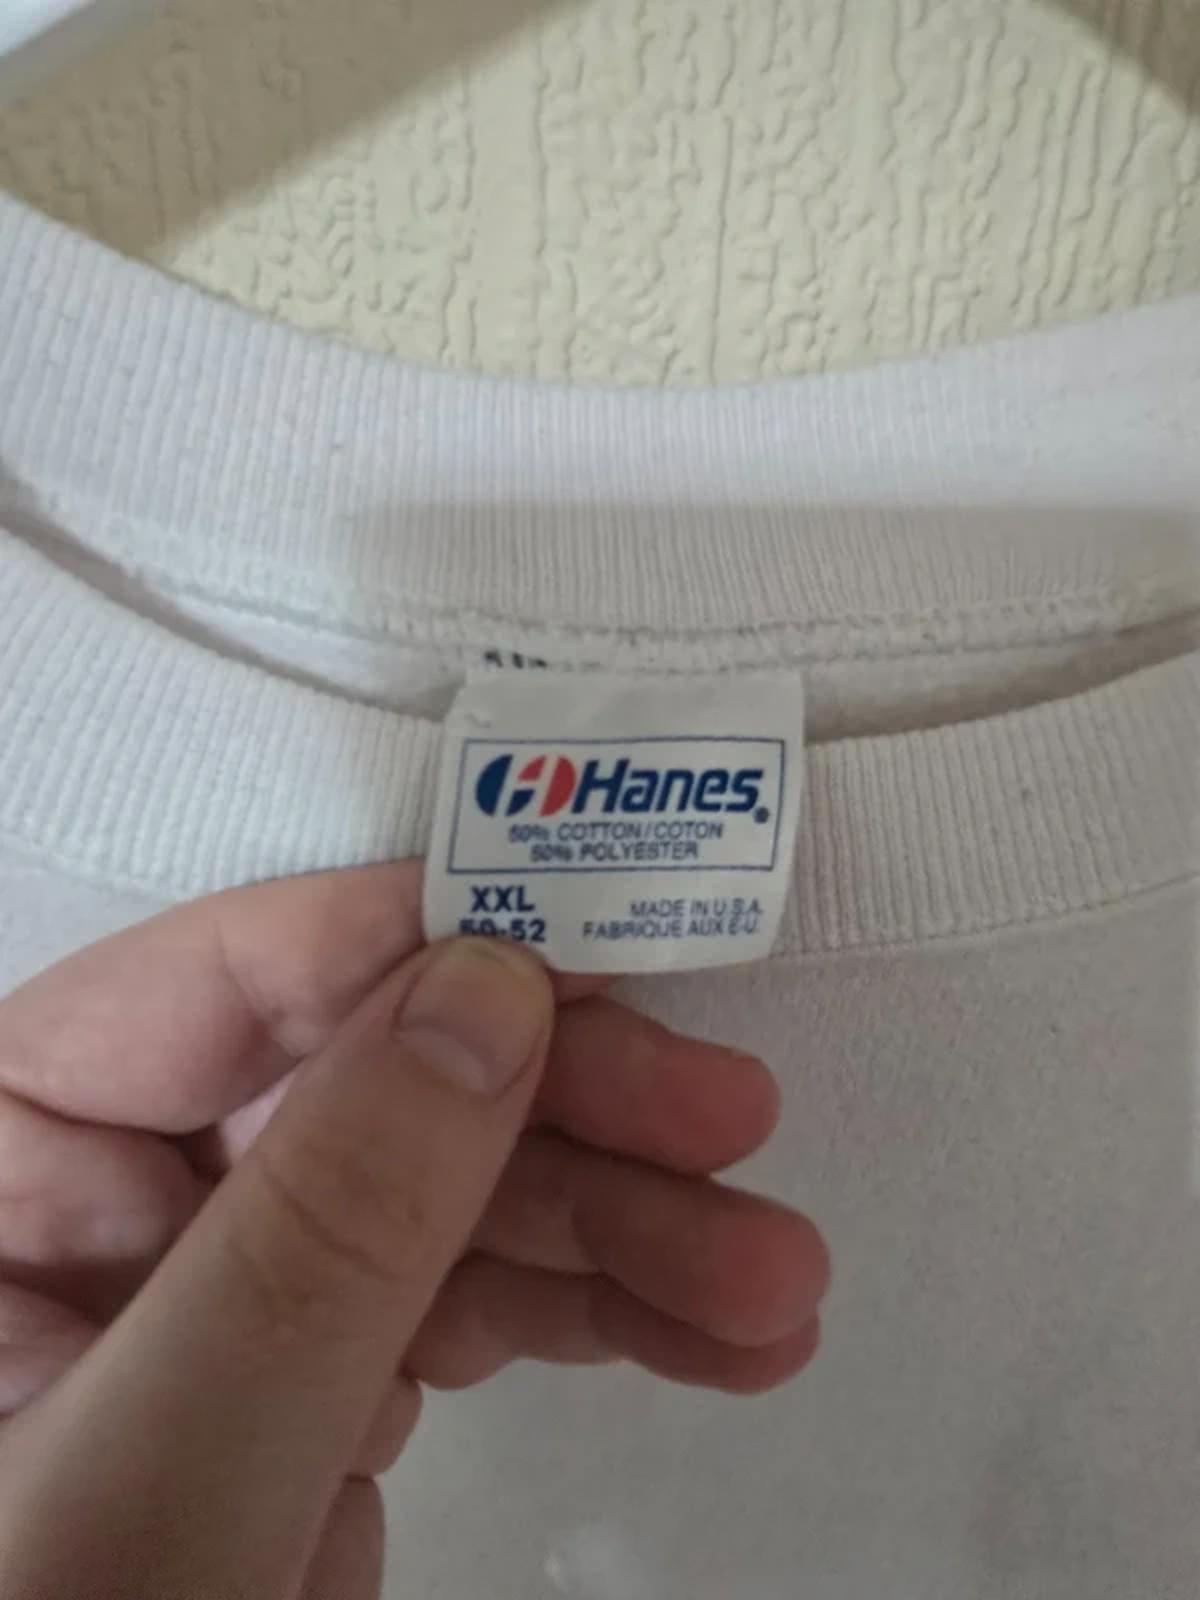 Hanes®
50% COTTON/COTON
50% POLYESTER
XXL
50-52
MADE IN U.S.A.
FABRIQUE AUX E.-U.